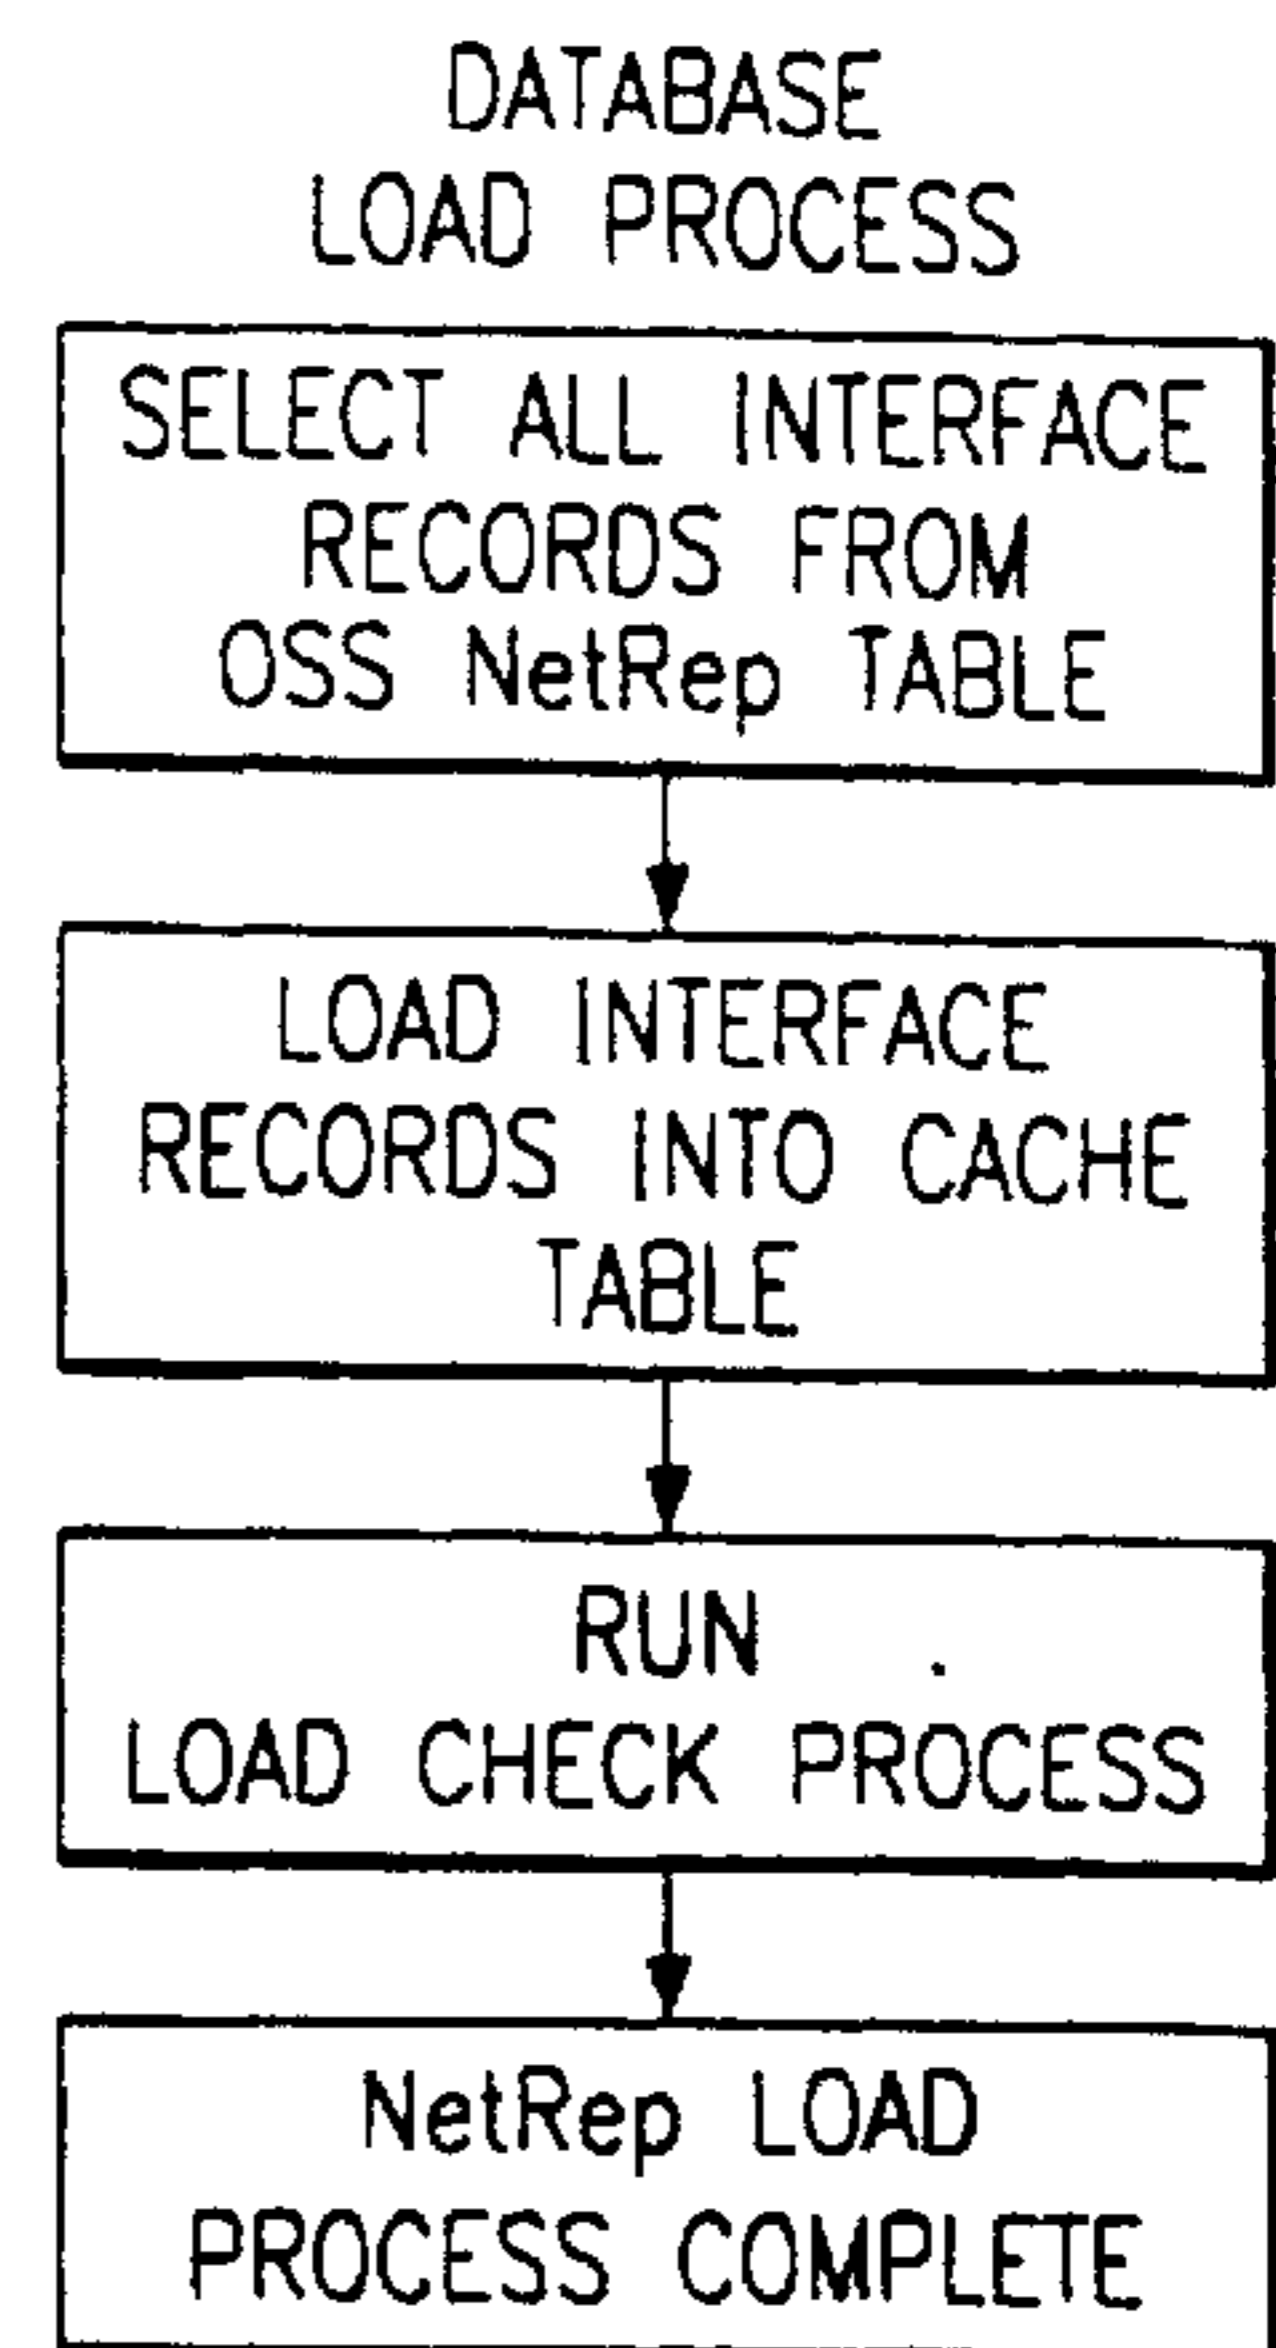 DATABASE
LOAD PROCESS
SELECT ALL INTERFACE
RECORDS FROM
OSS NetRep TABLE
LOAD INTERFACE
RECORDS INTO CACHE
TABLE
RUN
LOAD CHECK PROCESS
NetRep LOAD
PROCESS COMPLETE